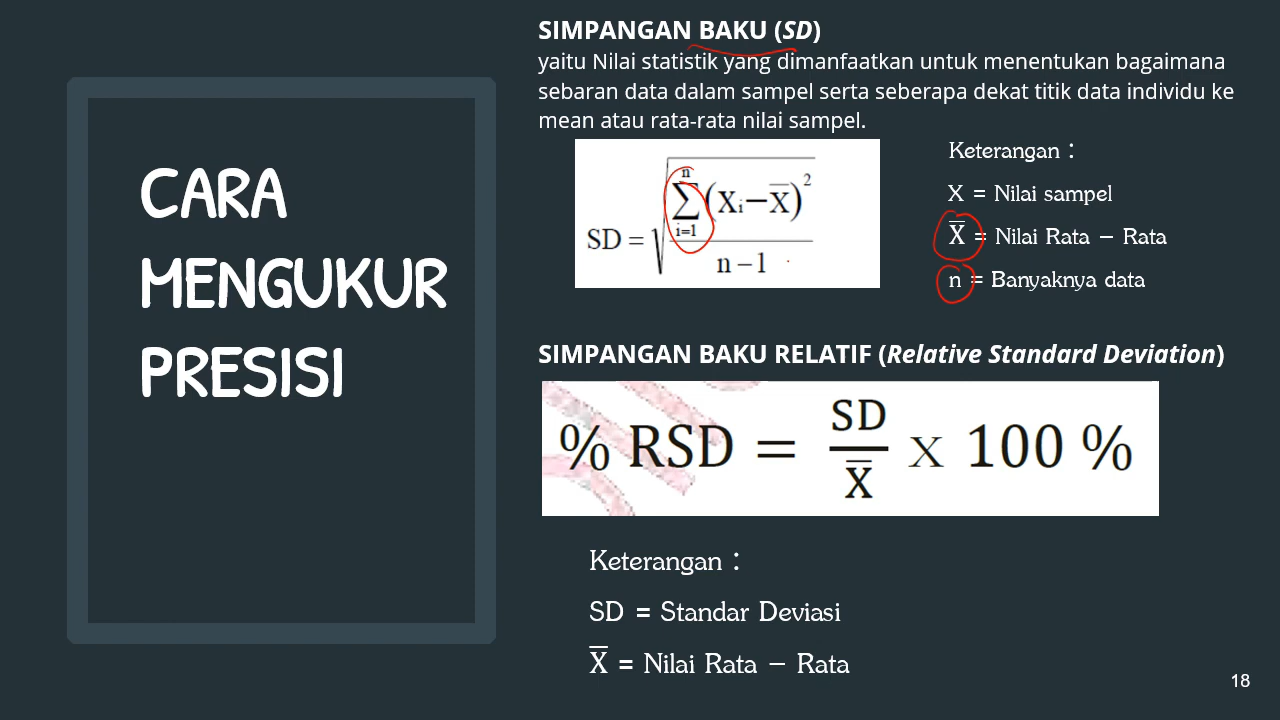 CARA
MENGUKUR
PRESISI
SIMPANGAN BAKU (SD)
yaitu Nilai statistik yang dimanfaatkan untuk menentukan bagaimana
sebaran data dalam sampel serta seberapa dekat titik data individu ke
mean atau rata-rata nilai sampel.
SD = √(∑ⁿᵢ₌₁ (Xᵢ−X̅)² / n−1)
Keterangan :
X = Nilai sampel
X̅ = Nilai Rata – Rata
n = Banyaknya data
SIMPANGAN BAKU RELATIF (Relative Standard Deviation)
% RSD = SD / X̅ X 100 %
Keterangan :
SD = Standar Deviasi
X̅ = Nilai Rata – Rata
18